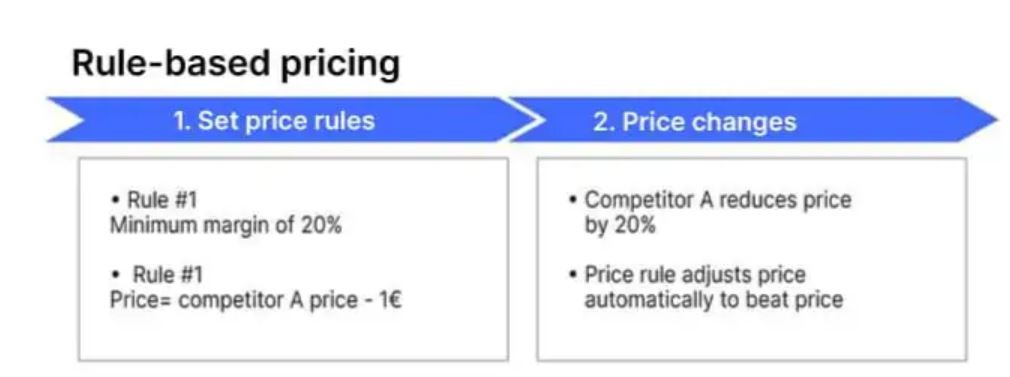 Rule-based pricing
1. Set price rules
2. Price changes
• Rule #1
Minimum margin of 20%
• Rule #1
Price= competitor A price - 1€
• Competitor A reduces price
by 20%
• Price rule adjusts price
automatically to beat price